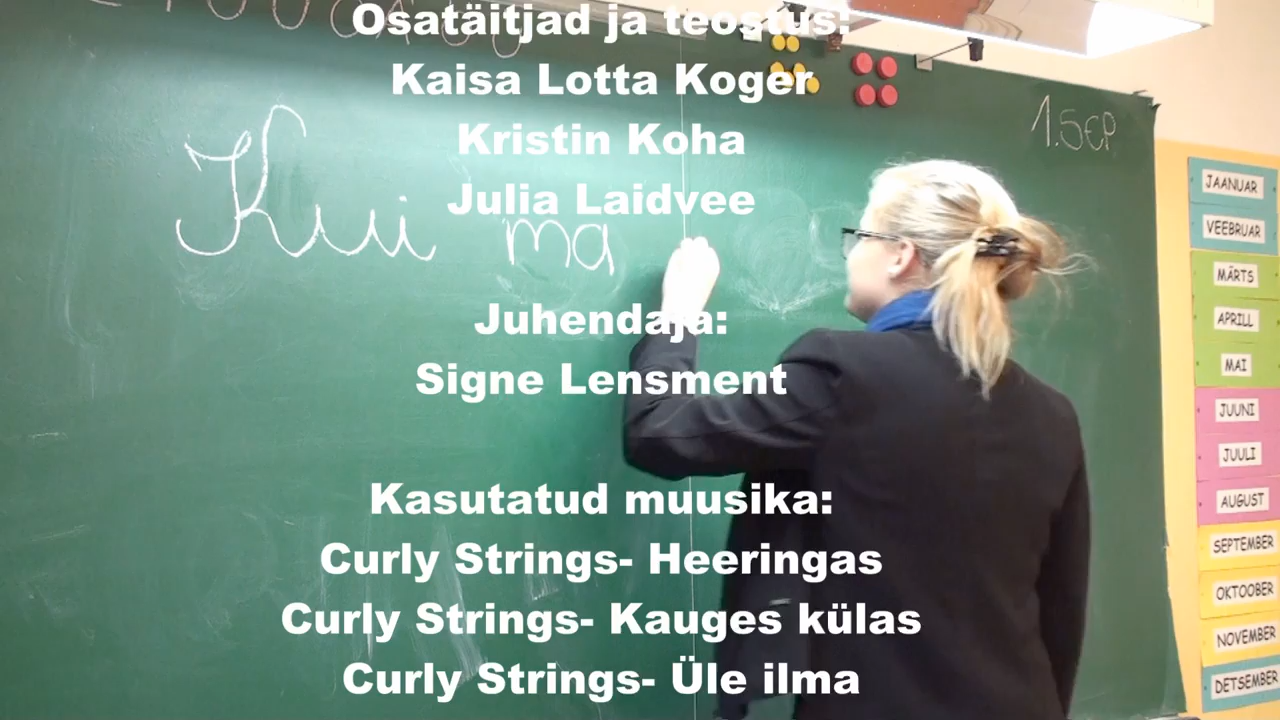 Osatäitjad ja teostus:
Kaisa Lotta Koger
Kristin Koha
Julia Laidvee
Juhendaja:
Signe Lensment
Kasutatud muusika:
Curly Strings- Heeringas
Curly Strings- Kauges külas
Curly Strings- Üle ilma
Kui ma
1.SEP
JAANUAR
VEEBRUAR
MÄRTS
APRILL
MAI
JUUNI
JUULI
AUGUST
SEPTEMBER
OKTOOBER
NOVEMBER
DETSEMBER